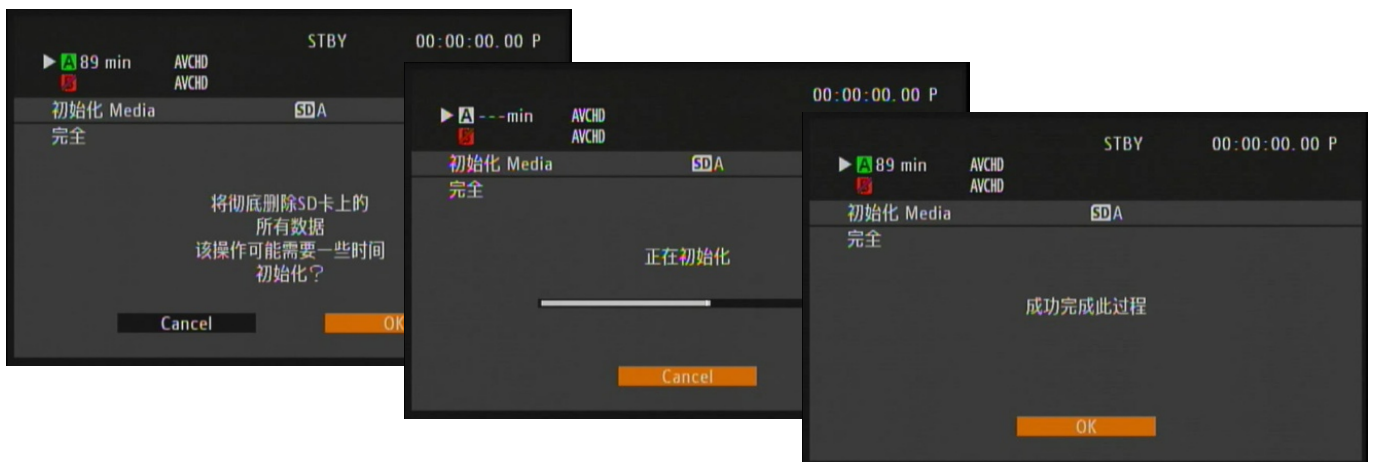 STBY 00:00:00.00 P
A 89 min AVCHD
AVCHD
初始化 Media SD A
完全
将彻底删除SD卡上的
所有数据
该操作可能需要一些时间
初始化？
Cancel OK
00:00:00.00 P
A ---min AVCHD
AVCHD
初始化 Media SD A
完全
正在初始化
Cancel
STBY 00:00:00.00 P
A 89 min AVCHD
AVCHD
初始化 Media SD A
完全
成功完成此过程
OK